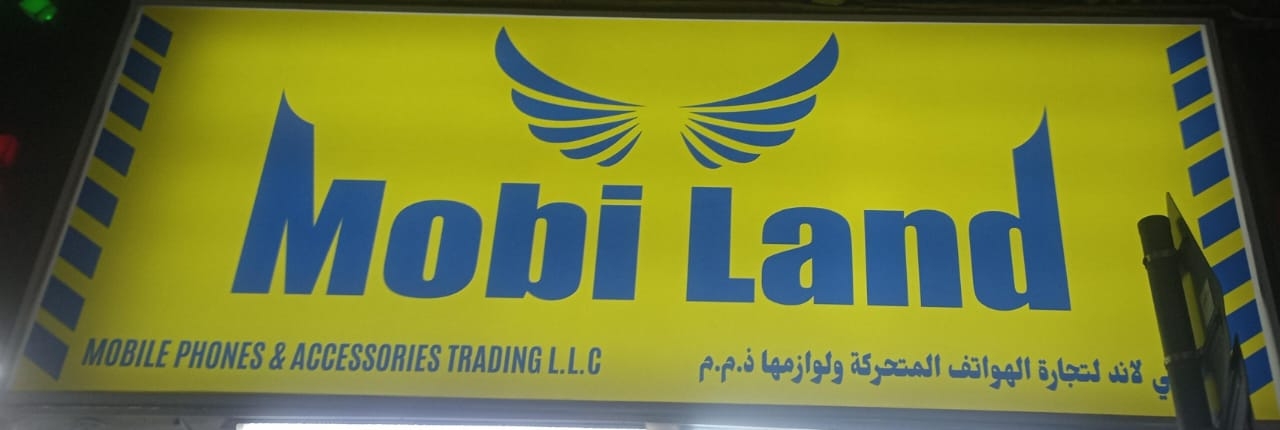 Mobi Land
MOBILE PHONES & ACCESSORIES TRADING L.L.C
لاند لتجارة الهواتف المتحركة ولوازمها ذ.م.م